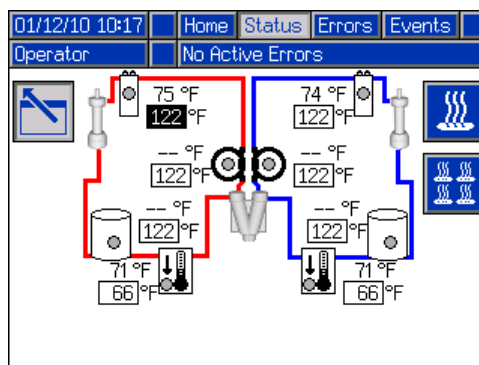 01/12/10 10:17 Home Status Errors Events
Operator No Active Errors
75 °F 74 °F
122 °F 122 °F
-- °F -- °F
122 °F 122 °F
-- °F -- °F
122 °F 122 °F
71 °F 71 °F
66 °F 66 °F